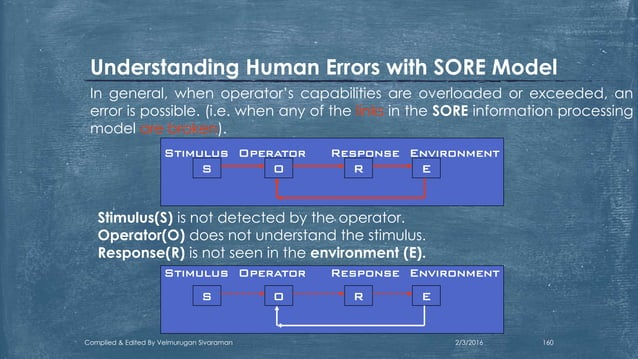 Understanding Human Errors with SORE Model
In general, when operator's capabilities are overloaded or exceeded, an
error is possible. (i.e. when any of the lines in the SORE information processing
model are broken).
Stimulus Operator Response Environment
S O R E
Stimulus(S) is not detected by the operator.
Operator(O) does not understand the stimulus.
Response(R) is not seen in the environment (E).
Stimulus Operator Response Environment
S O R E
Complied & Edited By Velmurugan Sivaraman 2/3/2016 160